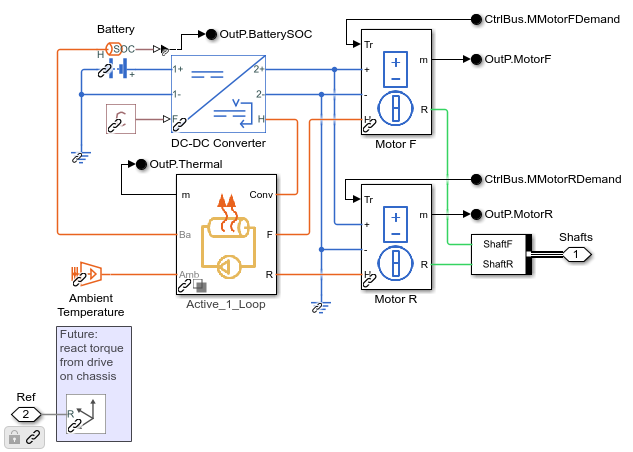 Battery
H
SOC
OutP.BatterySOC
CtrlBus.MMotorFDemand
Tr
1+
2+
+
m
OutP.MotorF
1-
2-
-
R
F
H
H
DC-DC Converter
Motor F
OutP.Thermal
CtrlBus.MMotorRDemand
m
Conv
Tr
m
OutP.MotorR
Ba
F
+
ShaftF
Shafts
-
1
Amb
R
H
R
ShaftR
Ambient
Temperature
Active_1_Loop
Motor R
Future:
react torque
from drive
on chassis
Ref
2
R